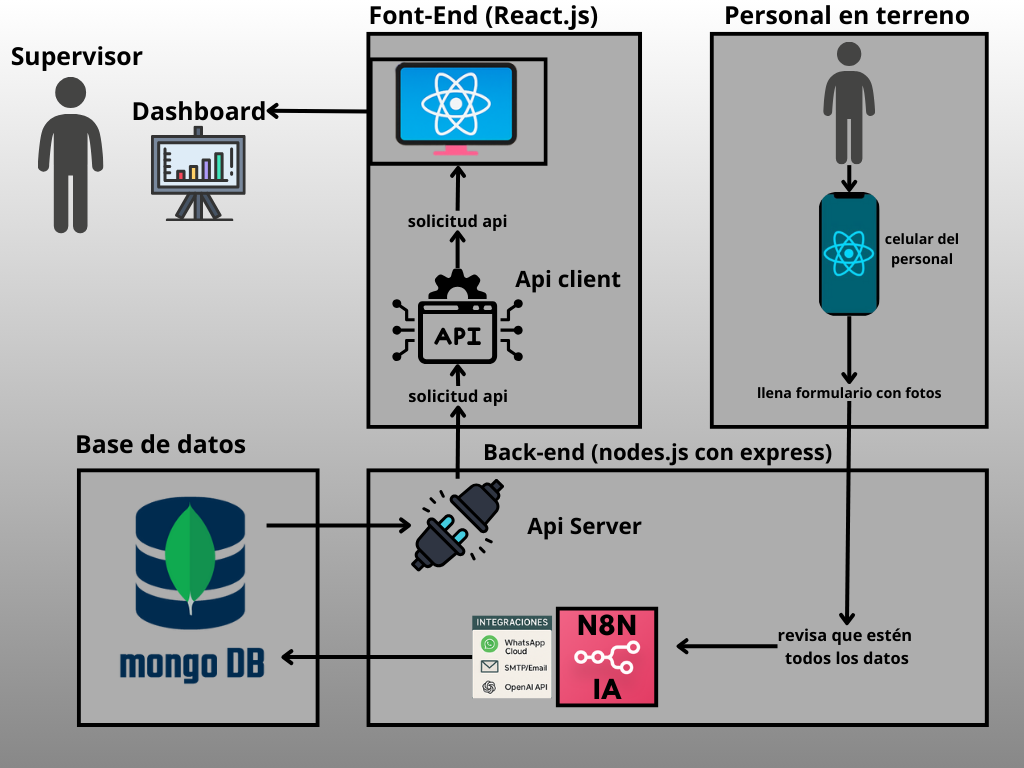 Font-End (React.js)
Personal en terreno
Supervisor
Dashboard
solicitud api
Api client
API
solicitud api
celular del
personal
llena formulario con fotos
Base de datos
Back-end (nodes.js con express)
Api Server
mongo DB
INTEGRACIONES
WhatsApp
Cloud
SMTP/Email
OpenAI API
N8N
IA
revisa que estén
todos los datos